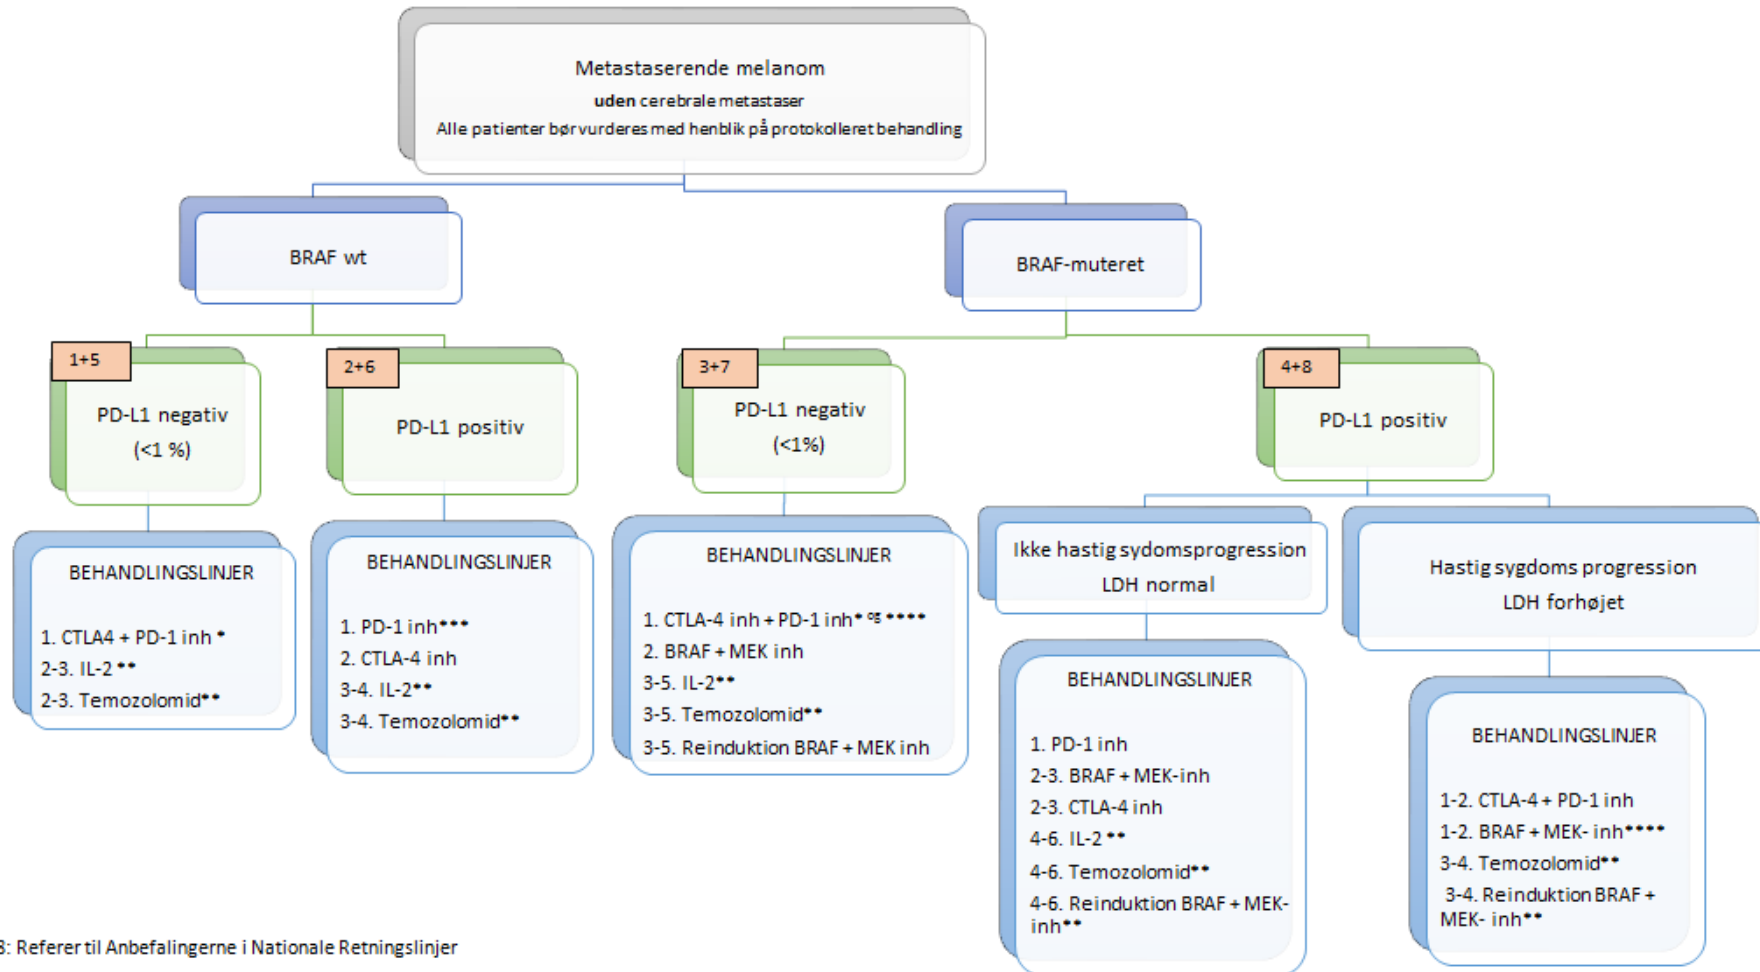 Metastaserende melanom
uden cerebrale metastaser
Alle patienter bør vurderes med henblik på protokolleret behandling
BRAF wt
BRAF-muteret
1+5
PD-L1 negativ
(<1 %)
2+6
PD-L1 positiv
3+7
PD-L1 negativ
(<1%)
4+8
PD-L1 positiv
BEHANDLINGSLINJER
1. CTLA4 + PD-1 inh *
2-3. IL-2 **
2-3. Temozolomid**
BEHANDLINGSLINJER
1. PD-1 inh***
2. CTLA-4 inh
3-4. IL-2**
3-4. Temozolomid**
BEHANDLINGSLINJER
1. CTLA-4 inh + PD-1 inh* og ****
2. BRAF + MEK inh
3-5. IL-2**
3-5. Temozolomid**
3-5. Reinduktion BRAF + MEK inh
Ikke hastig sydomsprogression
LDH normal
BEHANDLINGSLINJER
1. PD-1 inh
2-3. BRAF + MEK-inh
2-3. CTLA-4 inh
4-6. IL-2 **
4-6. Temozolomid**
4-6. Reinduktion BRAF + MEK-
inh**
Hastig sygdoms progression
LDH forhøjet
BEHANDLINGSLINJER
1-2. CTLA-4 + PD-1 inh
1-2. BRAF + MEK- inh****
3-4. Temozolomid**
3-4. Reinduktion BRAF +
MEK- inh**
8: Referer til Anbefalingerne i Nationale Retningslinjer